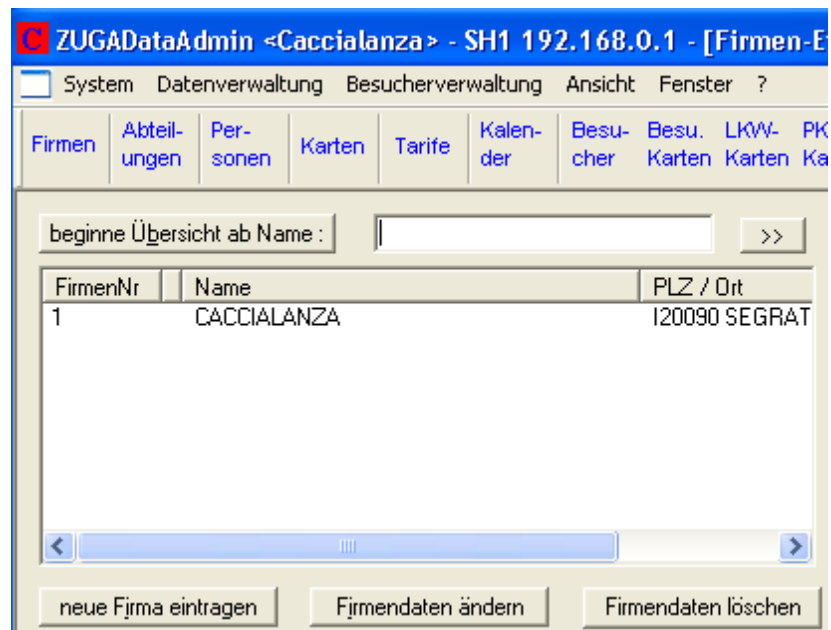 C ZUGADataAdmin <Caccialanza> - SH1 192.168.0.1 - [Firmen-E
System Datenverwaltung Besucherverwaltung Ansicht Fenster ?
Firmen Abteil- Per- Karten Tarife Kalen- Besu- Besu. LKW- PK
ungen sonen der cher Karten Karten Ka
beginne Übersicht ab Name : >>
FirmenNr Name PLZ / Ort
1 CACCIALANZA I20090 SEGRAT
neue Firma eintragen Firmendaten ändern Firmendaten löschen